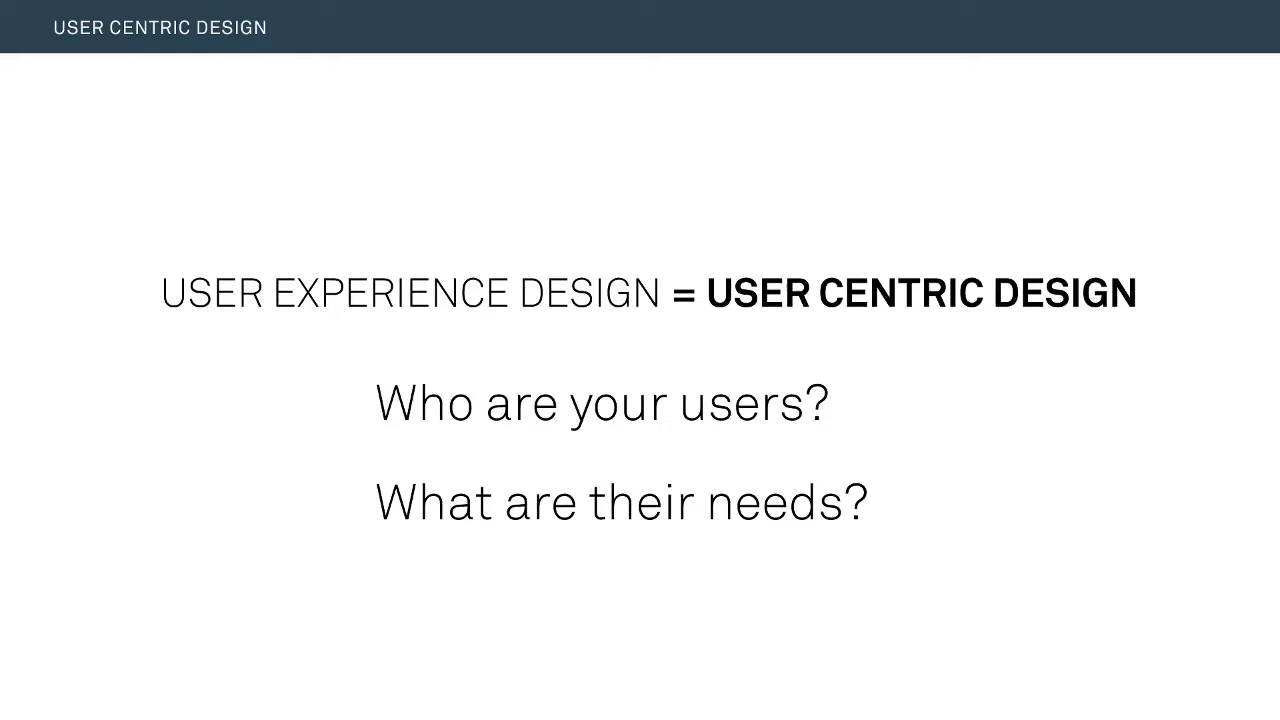 USER CENTRIC DESIGN
USER EXPERIENCE DESIGN = USER CENTRIC DESIGN
Who are your users?
What are their needs?